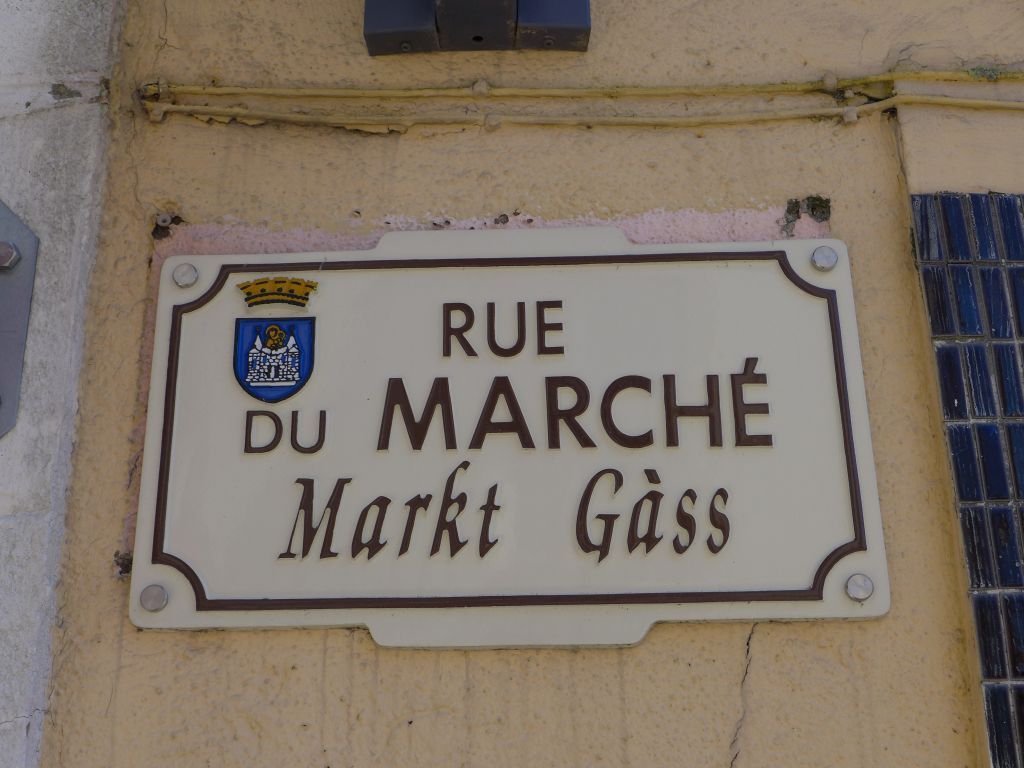 RUE
DU MARCHÉ
Markt Gàss